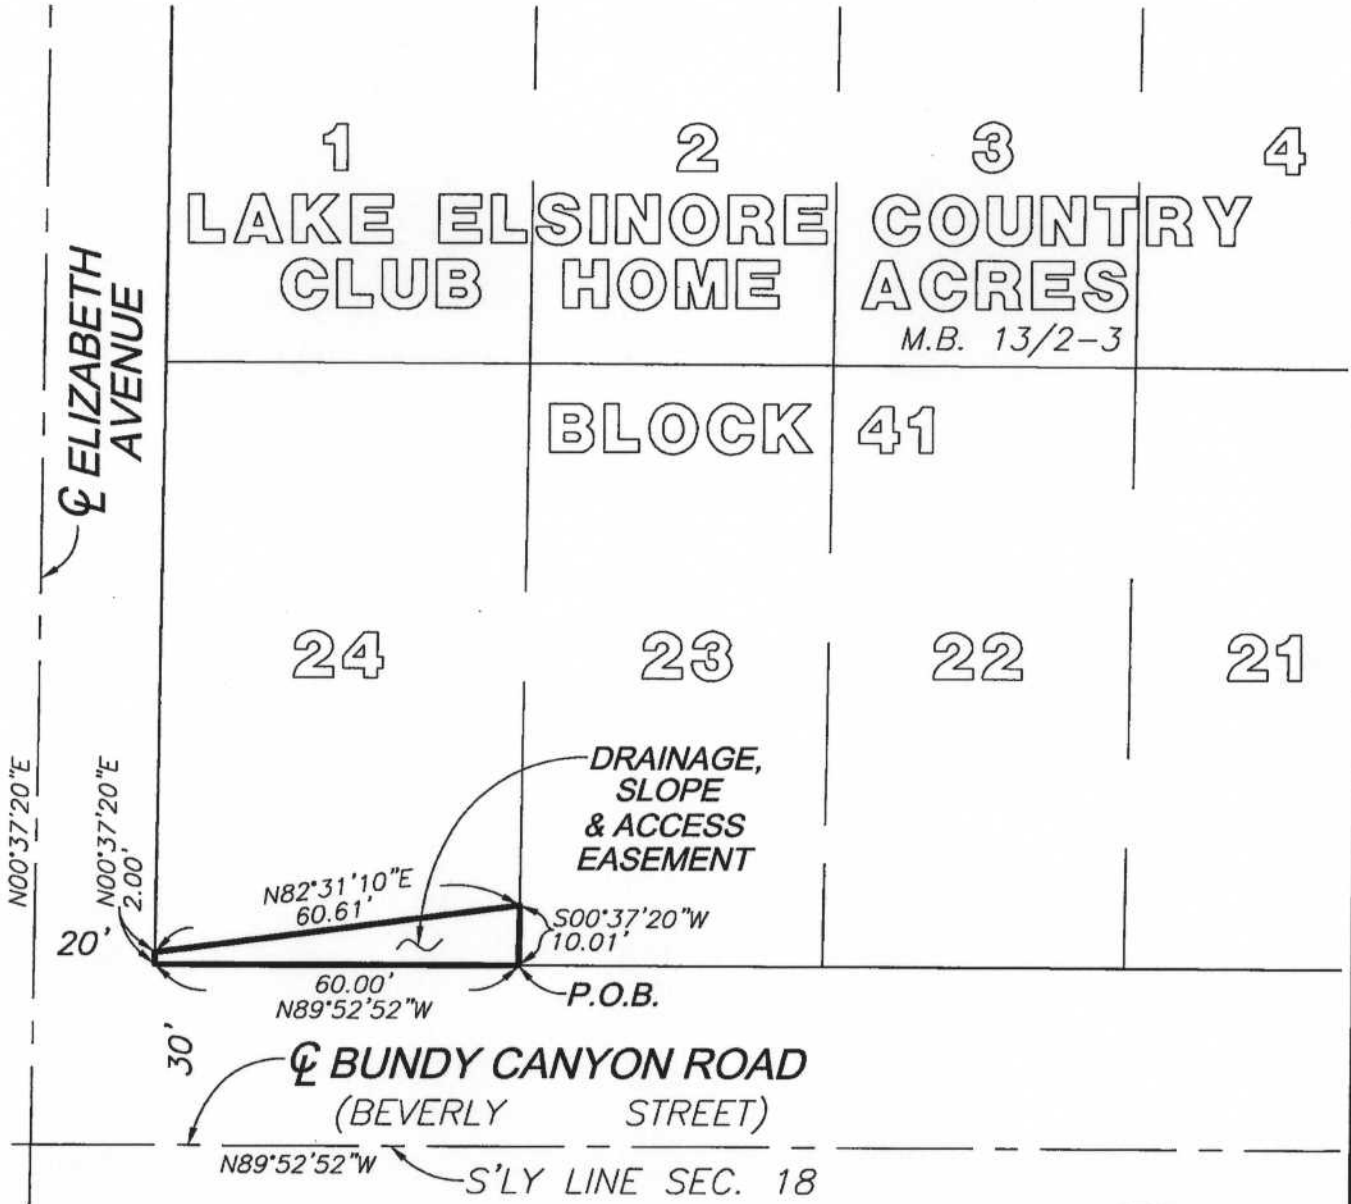 1 2 3 4
LAKE ELSINORE COUNTRY
CLUB HOME ACRES
M.B. 13/2-3
BLOCK 41
℄ ELIZABETH
AVENUE
24 23 22 21
DRAINAGE,
SLOPE
& ACCESS
EASEMENT
N00°37'20"E
N00°37'20"E
2.00'
N82°31'10"E
60.61'
S00°37'20"W
10.01'
20'
60.00'
N89°52'52"W
P.O.B.
30'
℄ BUNDY CANYON ROAD
(BEVERLY STREET)
N89°52'52"W
S'LY LINE SEC. 18